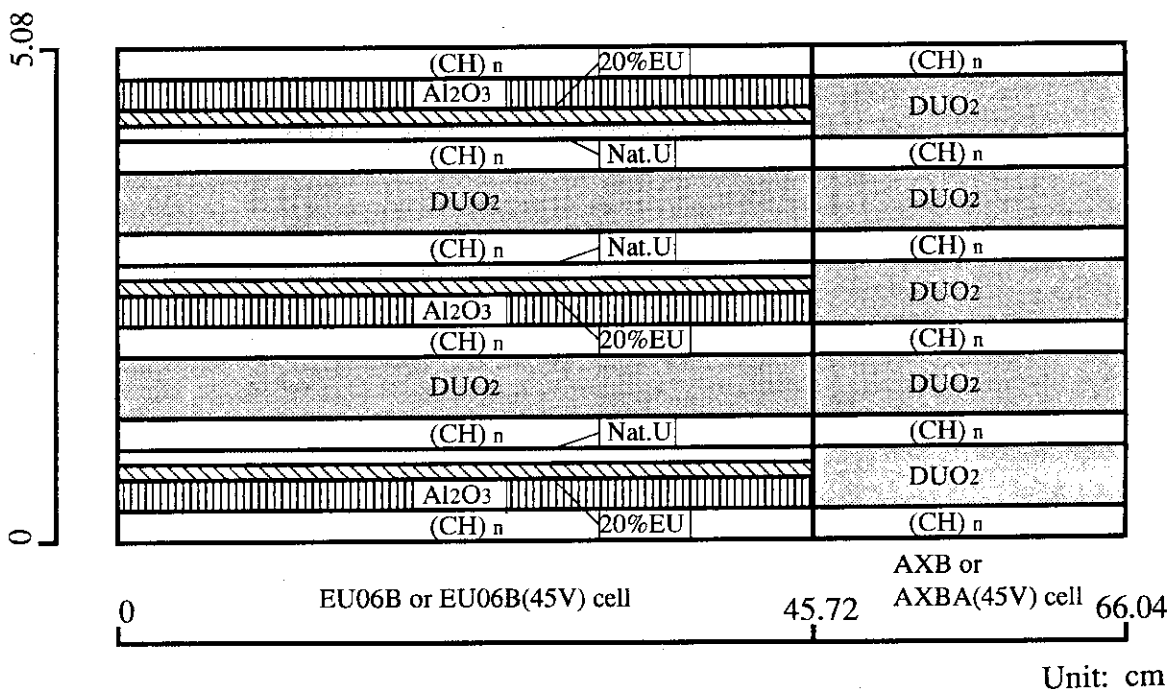 5.08
(CH) n
20%EU
(CH) n
Al2O3
DUO2
(CH) n
Nat.U
(CH) n
DUO2
DUO2
(CH) n
Nat.U
(CH) n
DUO2
Al2O3
(CH) n
20%EU
(CH) n
DUO2
DUO2
(CH) n
Nat.U
(CH) n
DUO2
Al2O3
(CH) n
20%EU
(CH) n
0
AXB or
EU06B or EU06B(45V) cell
AXBA(45V) cell
0
45.72
66.04
Unit: cm